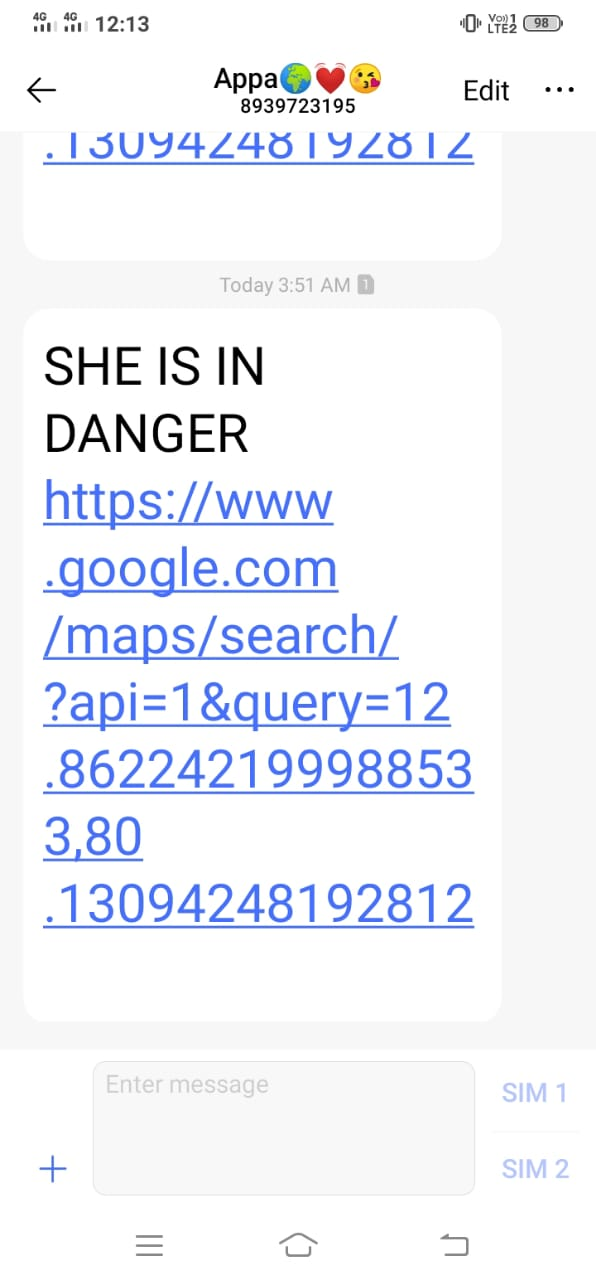 4G 4G 12:13 Vo))1 LTE2 98
Appa🌍💓😘
8939723195
Edit
.13094248192812
Today 3:51 AM 1
SHE IS IN
DANGER
https://www
.google.com
/maps/search/
?api=1&query=12
.86224219998853
3,80
.13094248192812
Enter message
SIM 1
SIM 2